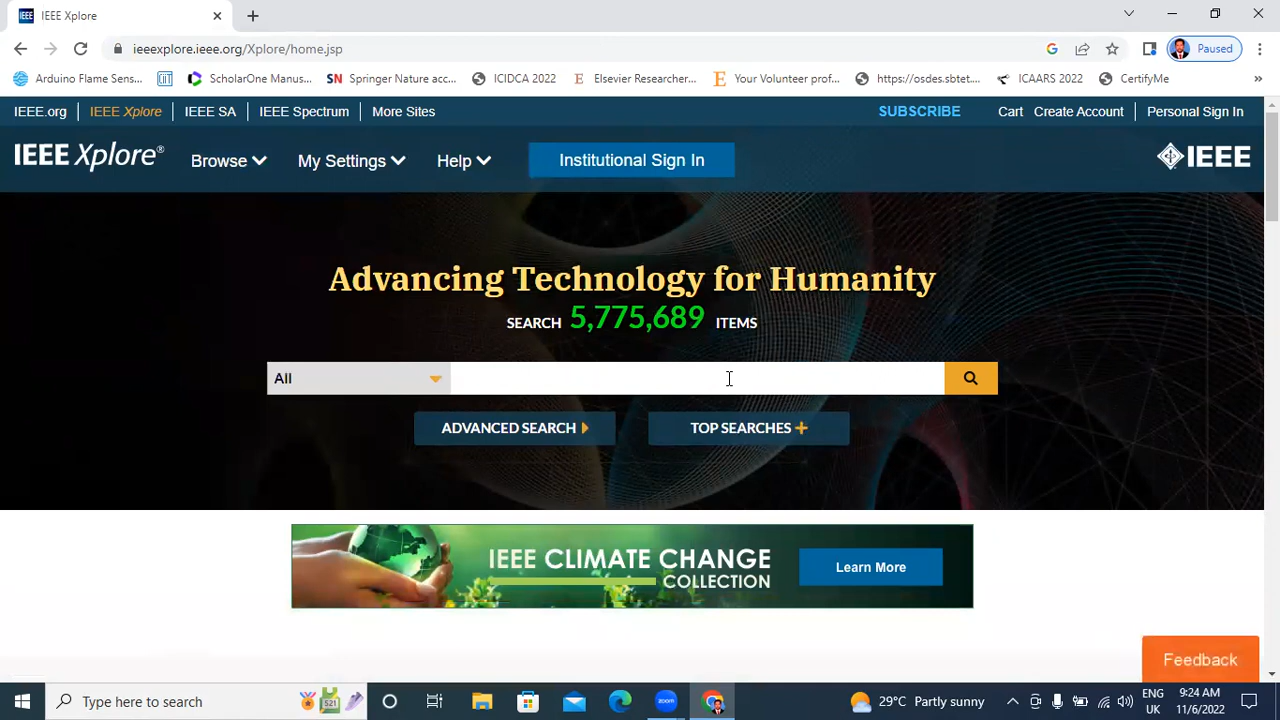 IEEE Xplore
ieeexplore.ieee.org/Xplore/home.jsp
Paused
Arduino Flame Sens...
ScholarOne Manus...
SN Springer Nature acc...
ICIDCA 2022
E Elsevier Researcher...
E Your Volunteer prof...
https://osdes.sbtet....
ICAARS 2022
CertifyMe
»
IEEE.org
IEEE Xplore
IEEE SA
IEEE Spectrum
More Sites
SUBSCRIBE
Cart
Create Account
Personal Sign In
IEEE Xplore®
Browse
My Settings
Help
Institutional Sign In
IEEE
Advancing Technology for Humanity
SEARCH 5,775,689 ITEMS
All
ADVANCED SEARCH
TOP SEARCHES +
IEEE CLIMATE CHANGE
COLLECTION
Learn More
Feedback
Type here to search
521
zoom
29°C Partly sunny
ENG
UK
9:24 AM
11/6/2022